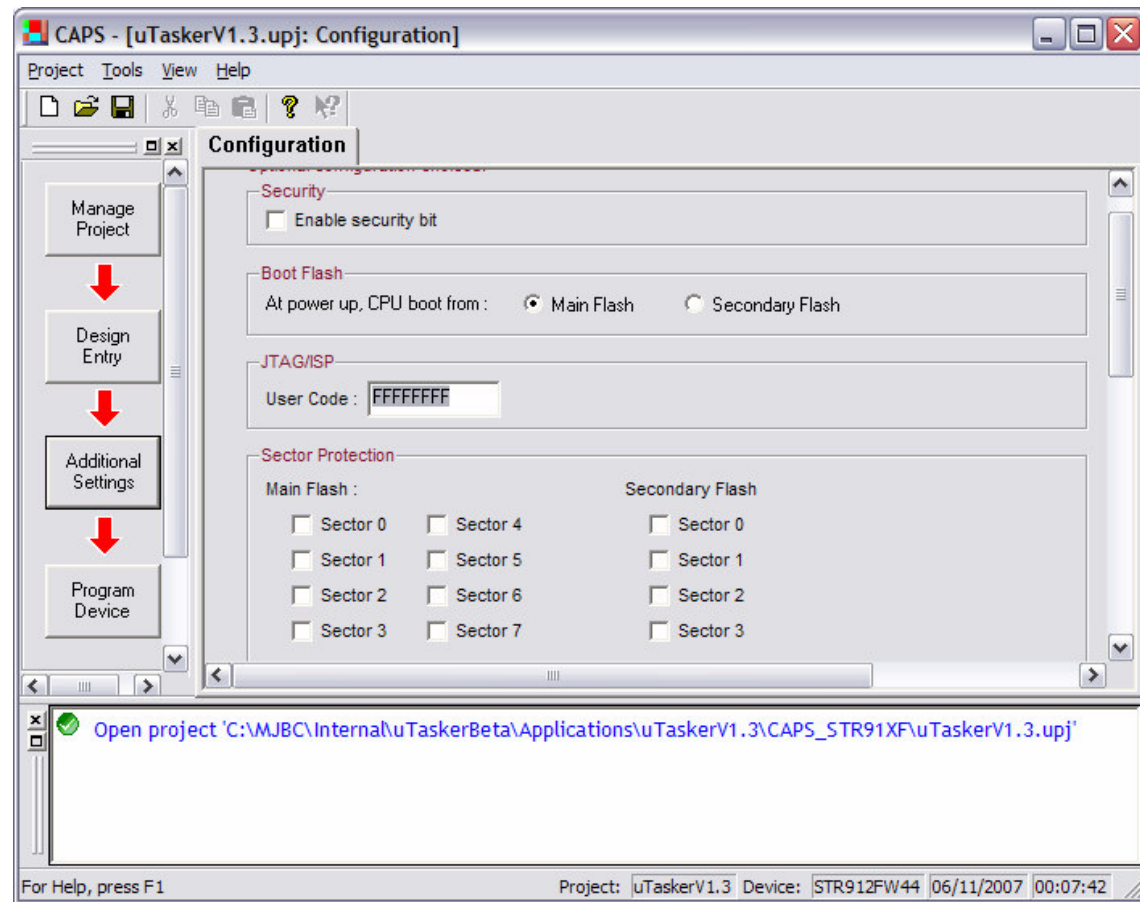 CAPS - [uTaskerV1.3.upj: Configuration]
Project Tools View Help
Configuration
Manage
Project
Design
Entry
Additional
Settings
Program
Device
Security
Enable security bit
Boot Flash
At power up, CPU boot from : Main Flash Secondary Flash
JTAG/ISP
User Code : FFFFFFFF
Sector Protection
Main Flash : Secondary Flash
Sector 0 Sector 4 Sector 0
Sector 1 Sector 5 Sector 1
Sector 2 Sector 6 Sector 2
Sector 3 Sector 7 Sector 3
Open project 'C:\MJBC\Internal\uTaskerBeta\Applications\uTaskerV1.3\CAPS_STR91XF\uTaskerV1.3.upj'
For Help, press F1 Project: uTaskerV1.3 Device: STR912FW44 06/11/2007 00:07:42